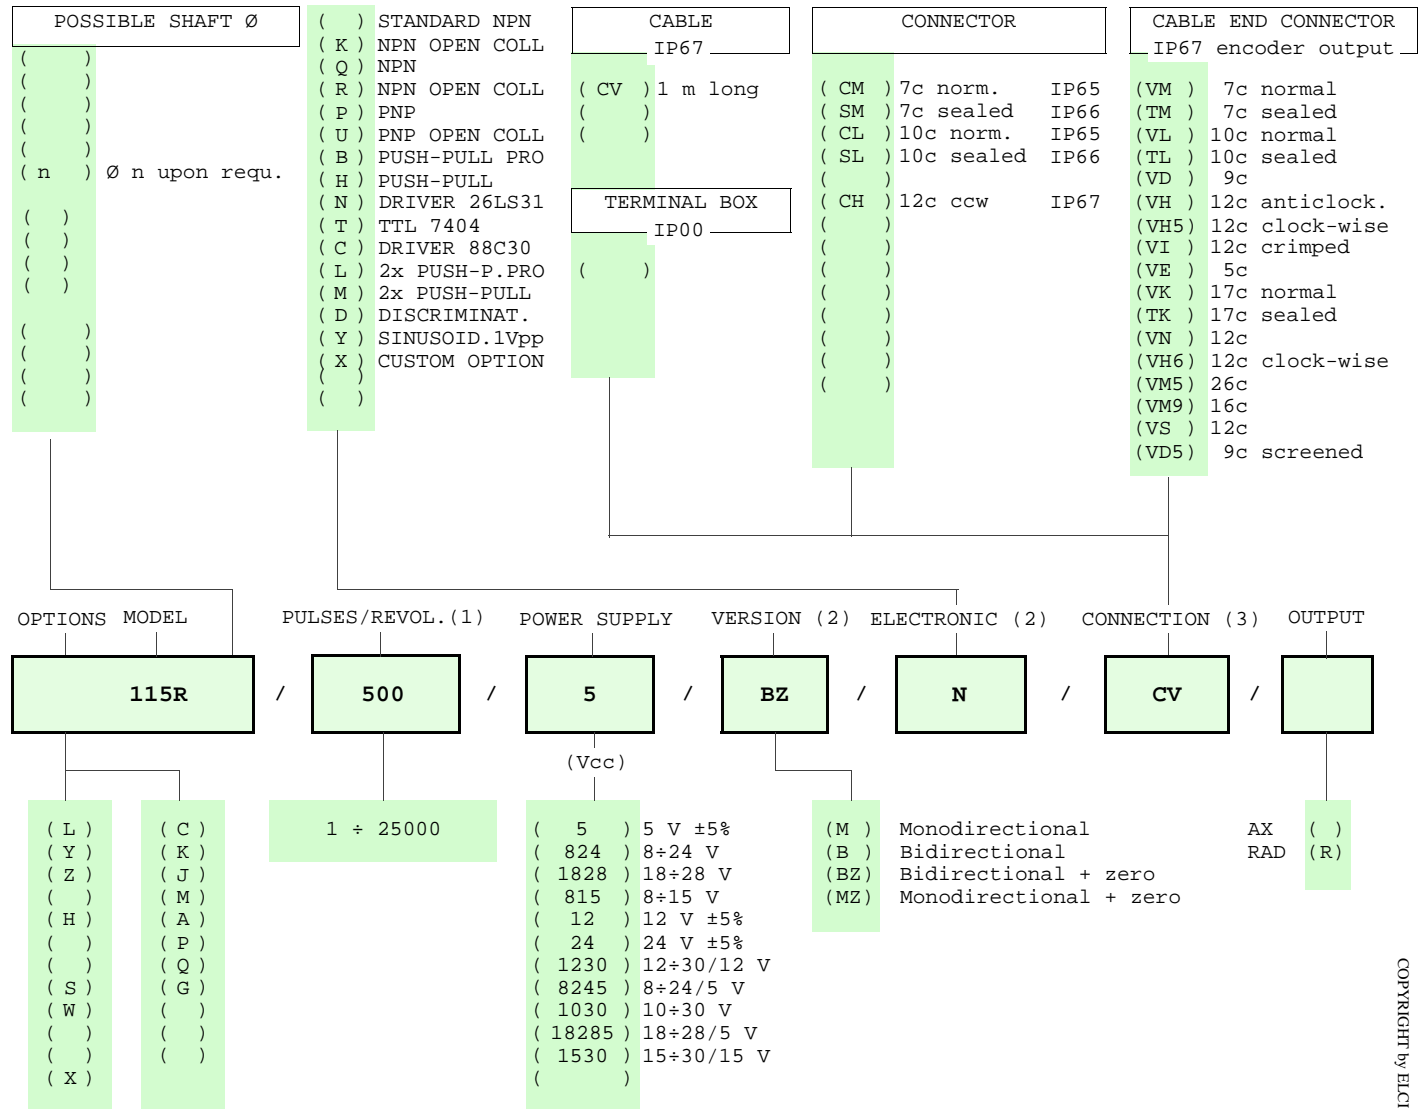 POSSIBLE SHAFT Ø
( )
( )
( )
( )
( )
( n ) Ø n upon requ.
( )
( )
( )
( )
( )
( )
( )
( )
( ) STANDARD NPN
( K ) NPN OPEN COLL
( Q ) NPN
( R ) NPN OPEN COLL
( P ) PNP
( U ) PNP OPEN COLL
( B ) PUSH-PULL PRO
( H ) PUSH-PULL
( N ) DRIVER 26LS31
( T ) TTL 7404
( C ) DRIVER 88C30
( L ) 2x PUSH-P.PRO
( M ) 2x PUSH-PULL
( D ) DISCRIMINAT.
( Y ) SINUSOID.1Vpp
( X ) CUSTOM OPTION
( )
( )
CABLE
IP67
( CV ) 1 m long
( )
( )
TERMINAL BOX
IP00
( )
CONNECTOR
( CM ) 7c norm. IP65
( SM ) 7c sealed IP66
( CL ) 10c norm. IP65
( SL ) 10c sealed IP66
( )
( CH ) 12c ccw IP67
( )
( )
( )
( )
( )
( )
( )
( )
CABLE END CONNECTOR
IP67 encoder output
(VM ) 7c normal
(TM ) 7c sealed
(VL ) 10c normal
(TL ) 10c sealed
(VD ) 9c
(VH ) 12c anticlock.
(VH5) 12c clock-wise
(VI ) 12c crimped
(VE ) 5c
(VK ) 17c normal
(TK ) 17c sealed
(VN ) 12c
(VH6) 12c clock-wise
(VM5) 26c
(VM9) 16c
(VS ) 12c
(VD5) 9c screened
OPTIONS MODEL PULSES/REVOL.(1) POWER SUPPLY VERSION (2) ELECTRONIC (2) CONNECTION (3) OUTPUT
115R / 500 / 5 / BZ / N / CV /
(Vcc)
( L )
( Y )
( Z )
( )
( H )
( )
( )
( S )
( W )
( )
( )
( X )
( C )
( K )
( J )
( M )
( A )
( P )
( Q )
( G )
( )
( )
( )
1 ÷ 25000
( 5 ) 5 V ±5%
( 824 ) 8÷24 V
( 1828 ) 18÷28 V
( 815 ) 8÷15 V
( 12 ) 12 V ±5%
( 24 ) 24 V ±5%
( 1230 ) 12÷30/12 V
( 8245 ) 8÷24/5 V
( 1030 ) 10÷30 V
( 18285 ) 18÷28/5 V
( 1530 ) 15÷30/15 V
( )
(M ) Monodirectional
(B ) Bidirectional
(BZ) Bidirectional + zero
(MZ) Monodirectional + zero
AX ( )
RAD (R)
COPYRIGHT by ELCI